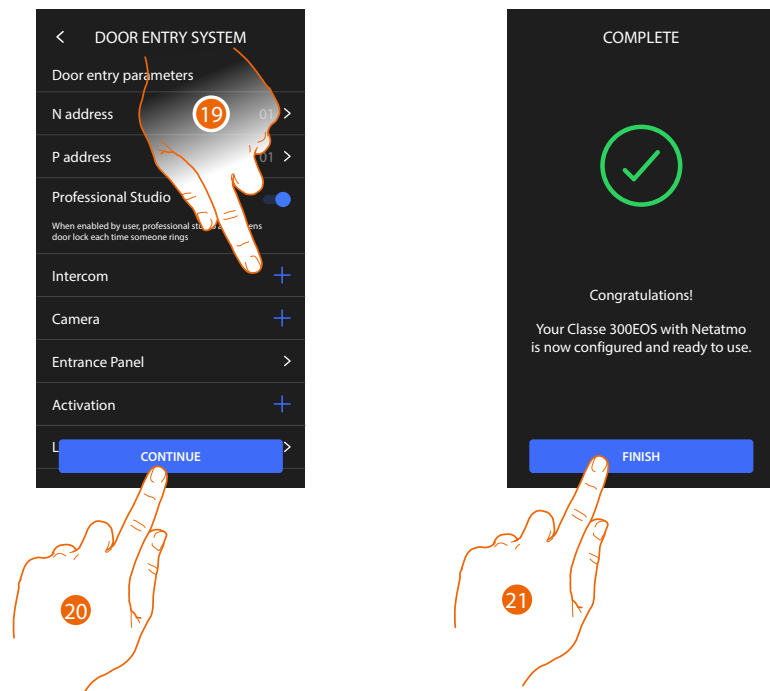 DOOR ENTRY SYSTEM
Door entry parameters
N address 01
P address 01
Professional Studio
When enabled by user, professional
door lock each time someone rings
Intercom
Camera
Entrance Panel
Activation
CONTINUE
19
20
COMPLETE
Congratulations!
Your Classe 300EOS with Netatmo
is now configured and ready to use.
FINISH
21